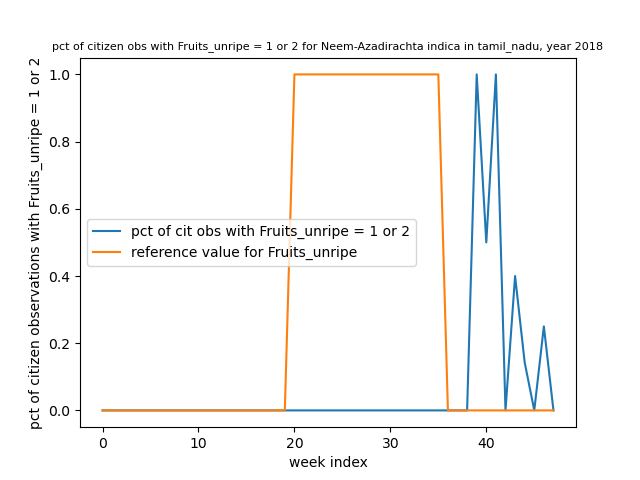 pct of citizen obs with Fruits_unripe = 1 or 2 for Neem-Azadirachta indica in tamil_nadu, year 2018
pct of citizen observations with Fruits_unripe = 1 or 2
1.0
0.8
0.6
0.4
0.2
0.0
pct of cit obs with Fruits_unripe = 1 or 2
reference value for Fruits_unripe
0 10 20 30 40
week index